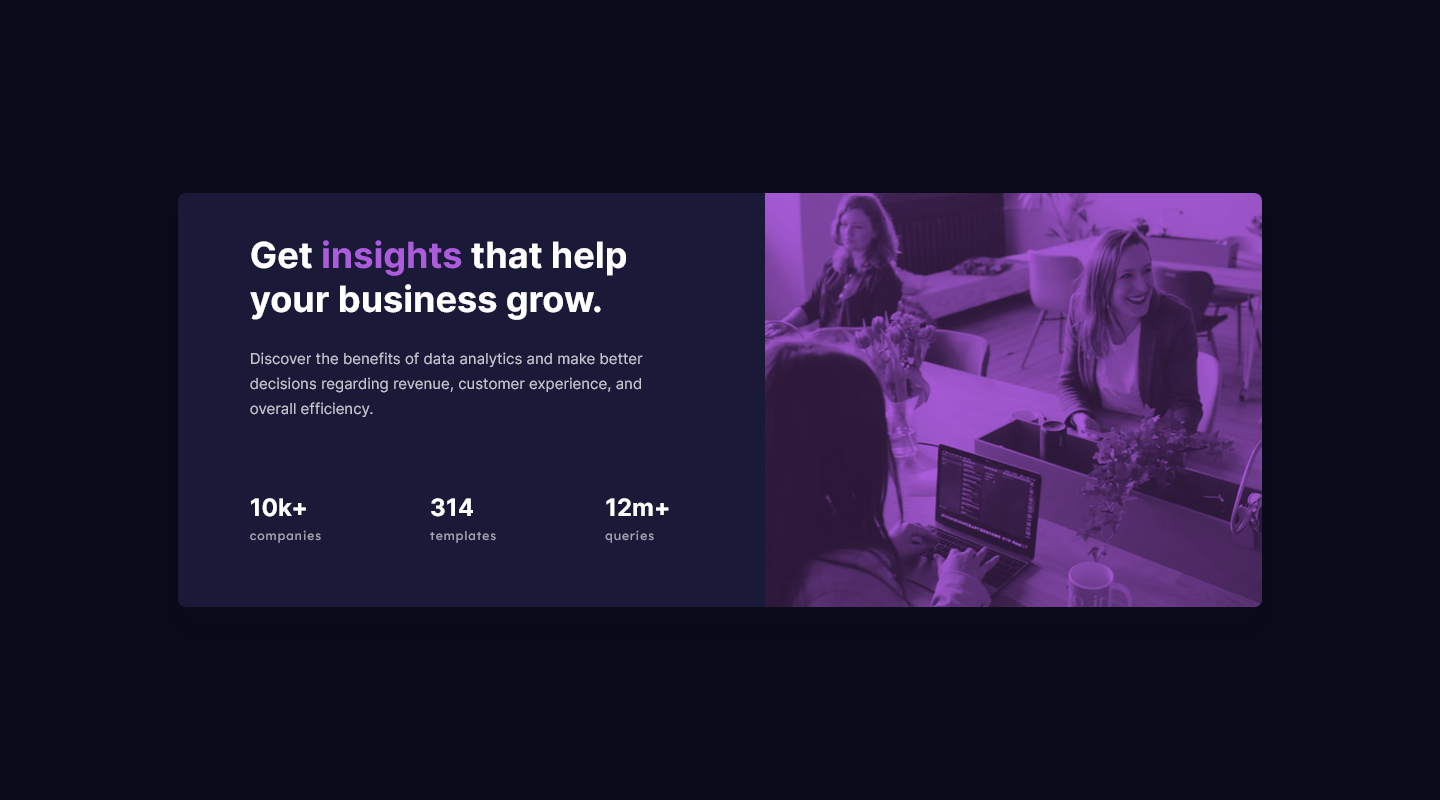 Get insights that help
your business grow.
Discover the benefits of data analytics and make better
decisions regarding revenue, customer experience, and
overall efficiency.
10k+ 314 12m+
companies templates queries